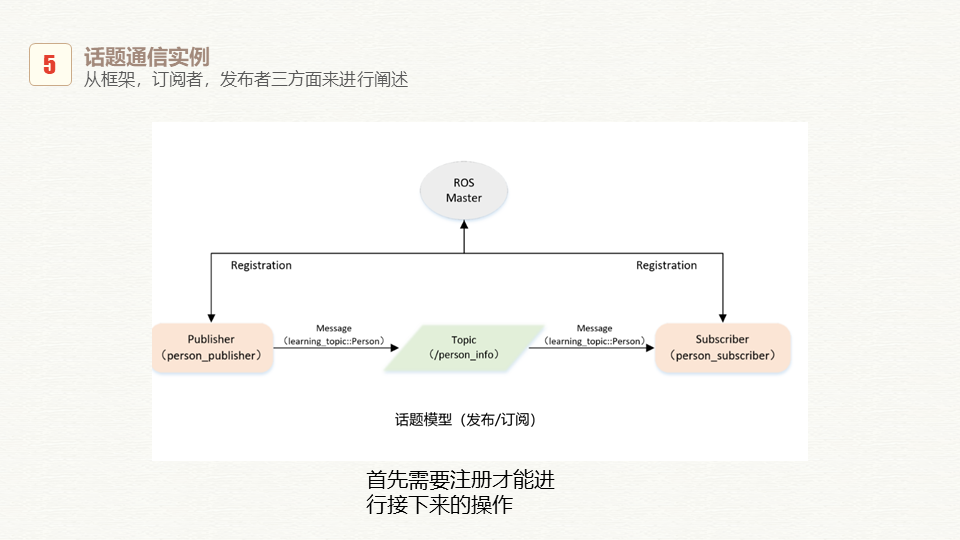 5
话题通信实例
从框架，订阅者，发布者三方面来进行阐述
ROS
Master
Registration
Registration
Publisher
（person_publisher）
Message
（learning_topic::Person）
Topic
（/person_info）
Message
（learning_topic::Person）
Subscriber
（person_subscriber）
话题模型（发布/订阅）
首先需要注册才能进
行接下来的操作